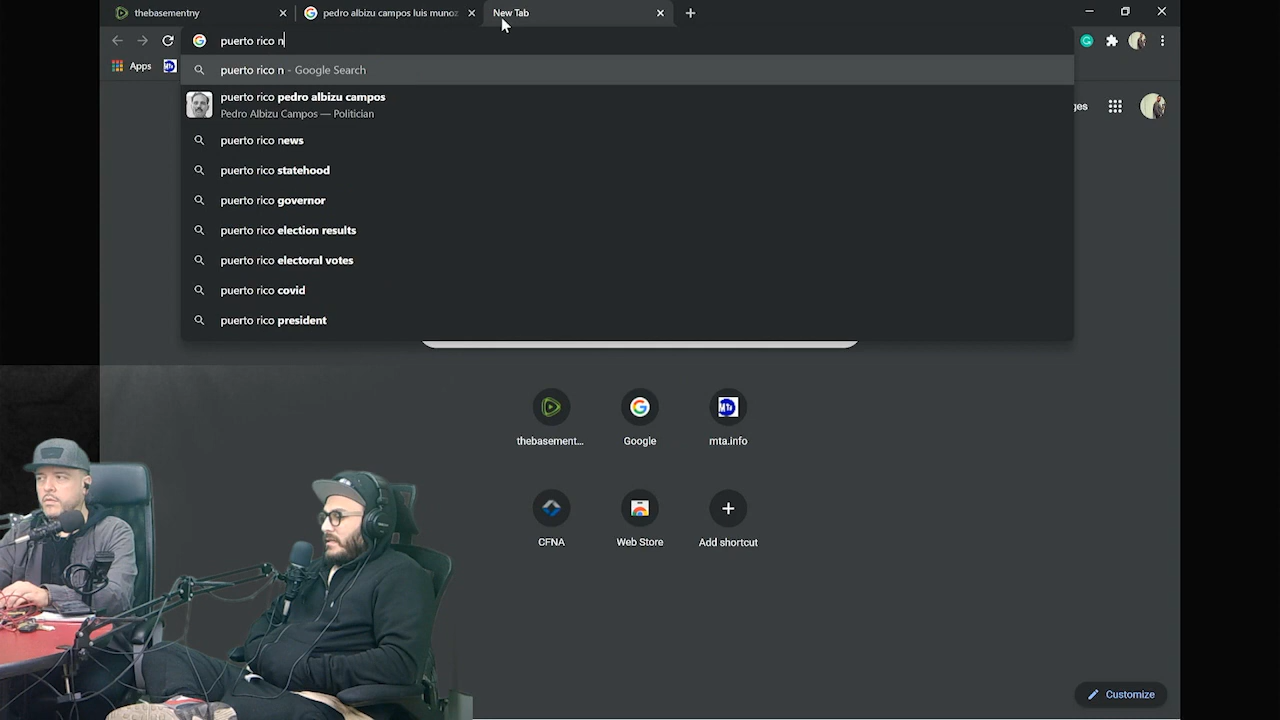 thebasementny
pedro albizu campos luis munoz
New Tab
puerto rico n
Apps
puerto rico n - Google Search
puerto rico pedro albizu campos
Pedro Albizu Campos — Politician
puerto rico news
puerto rico statehood
puerto rico governor
puerto rico election results
puerto rico electoral votes
puerto rico covid
puerto rico president
ges
thebasement...
Google
mta.info
CFNA
Web Store
Add shortcut
Customize